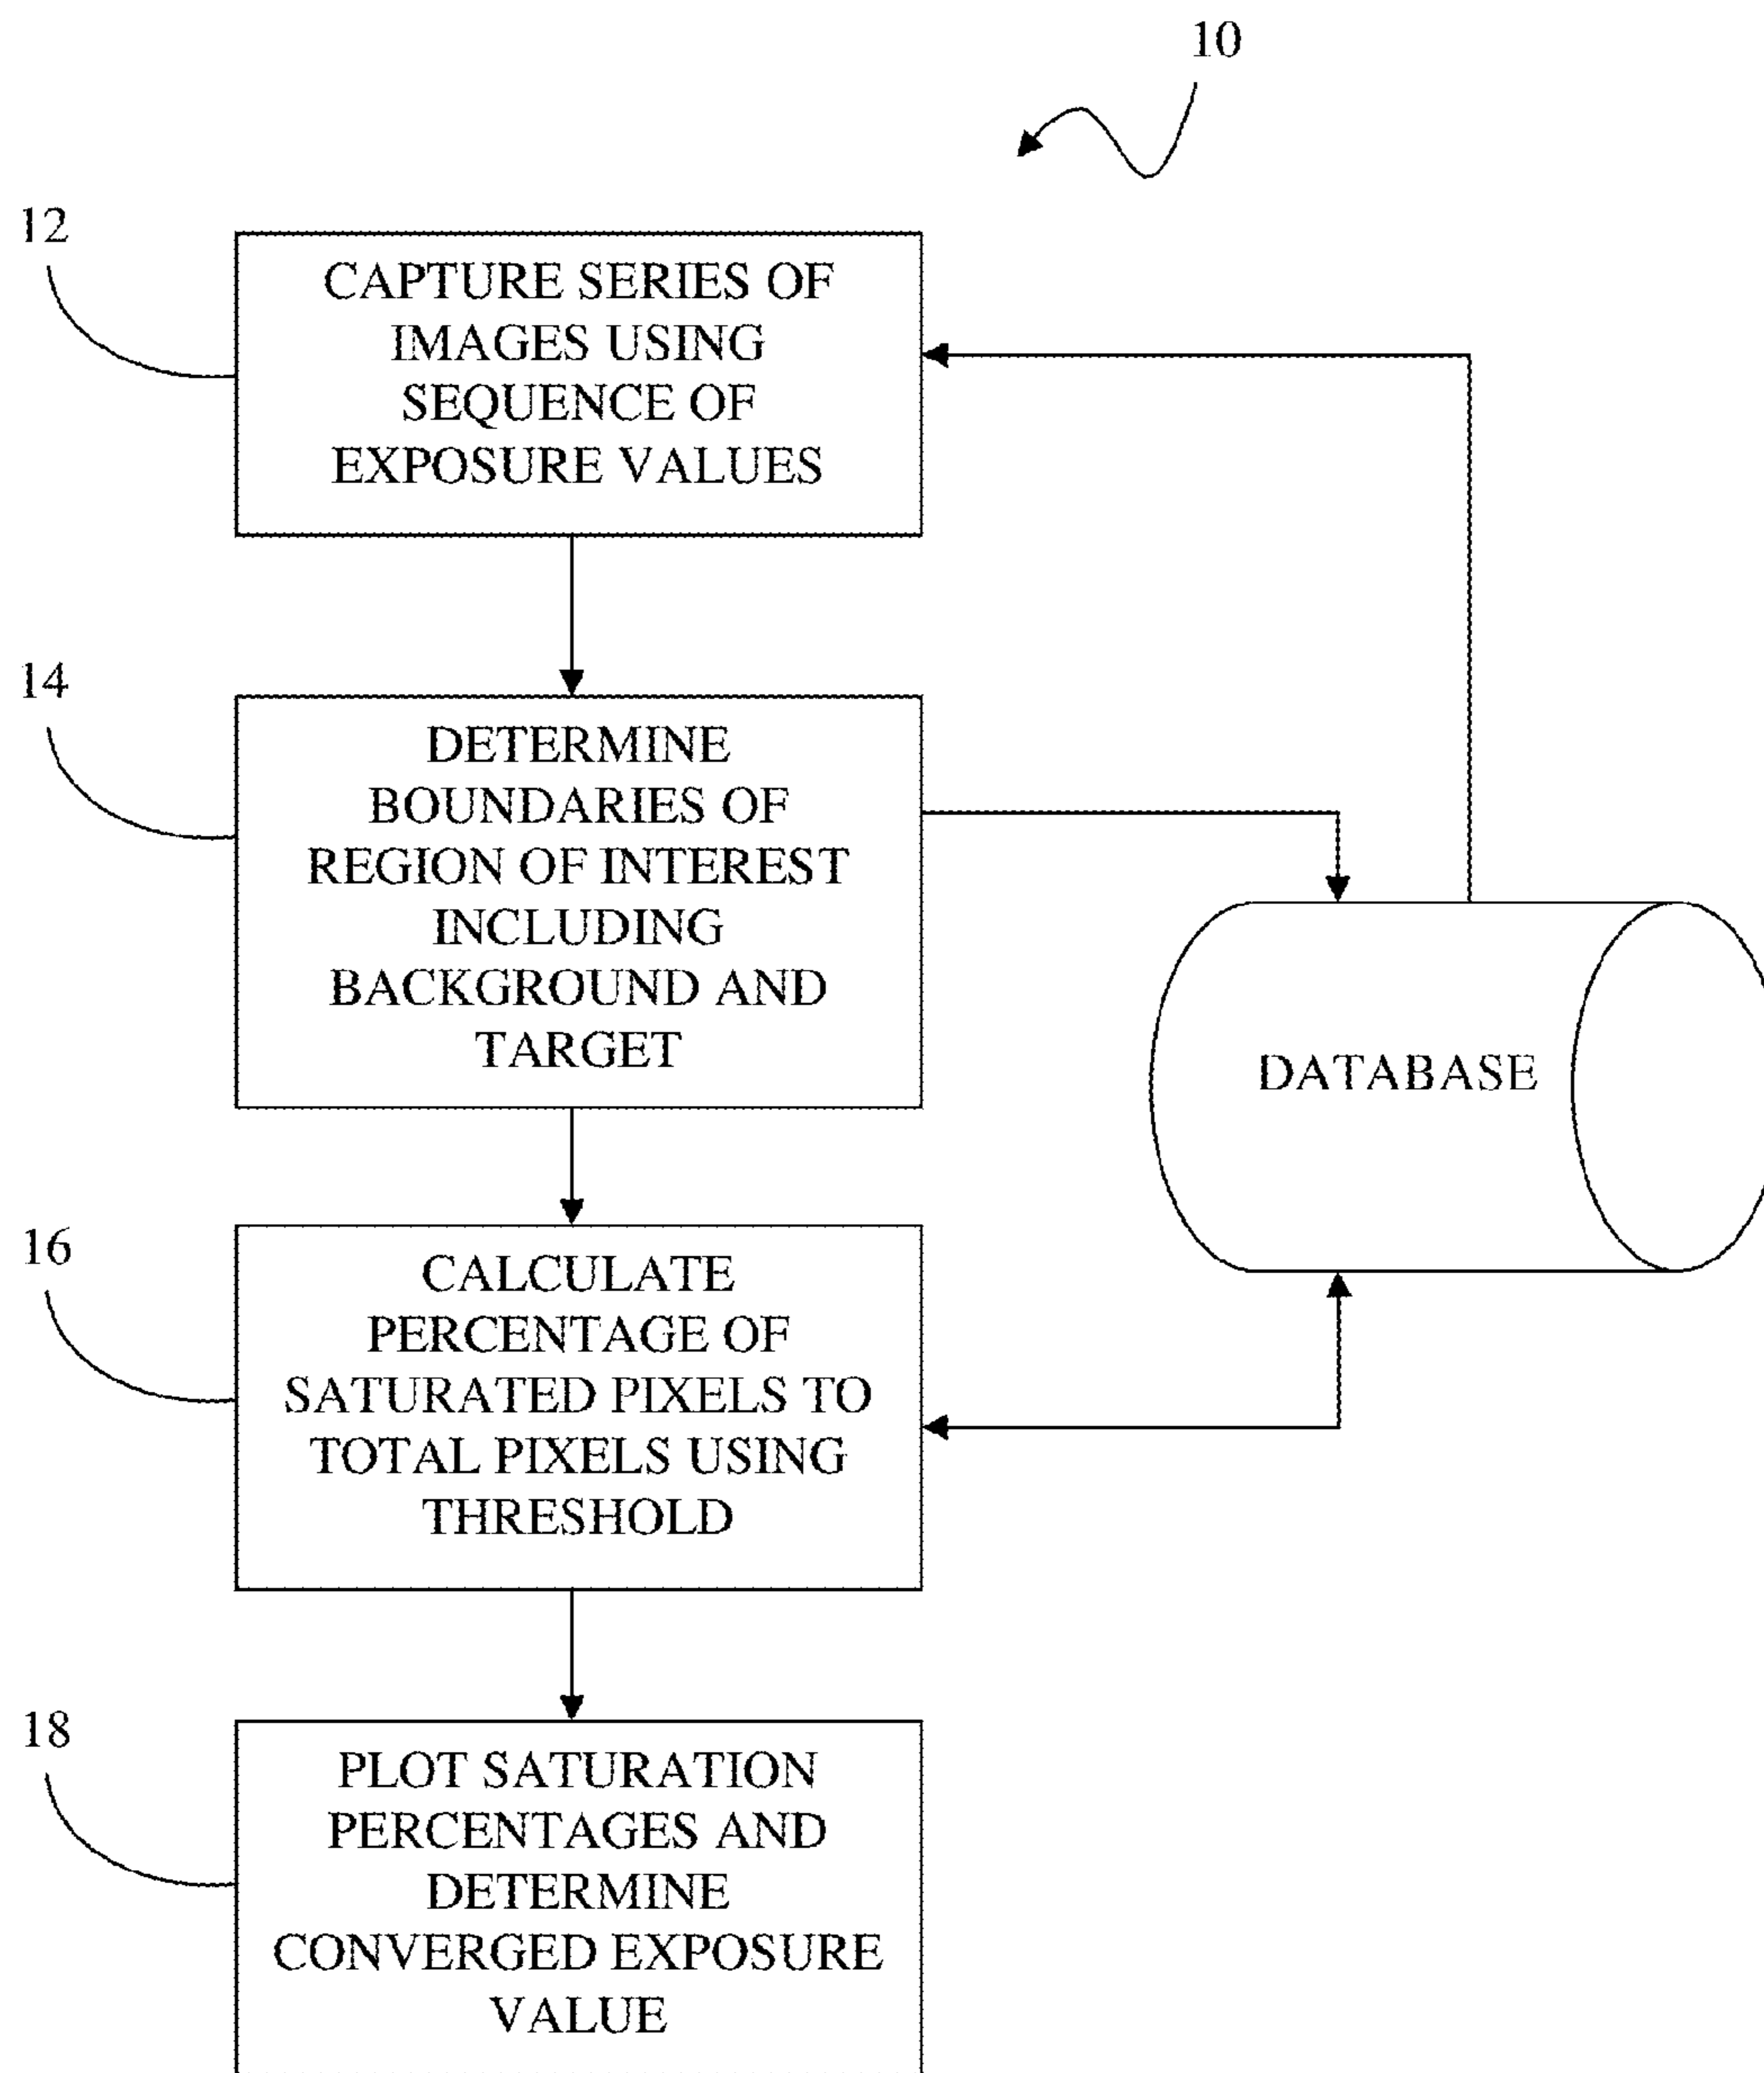 10
12
CAPTURE SERIES OF
IMAGES USING
SEQUENCE OF
EXPOSURE VALUES
14
DETERMINE
BOUNDARIES OF
REGION OF INTEREST
INCLUDING
BACKGROUND AND
TARGET
DATABASE
16
CALCULATE
PERCENTAGE OF
SATURATED PIXELS TO
TOTAL PIXELS USING
THRESHOLD
18
PLOT SATURATION
PERCENTAGES AND
DETERMINE
CONVERGED EXPOSURE
VALUE